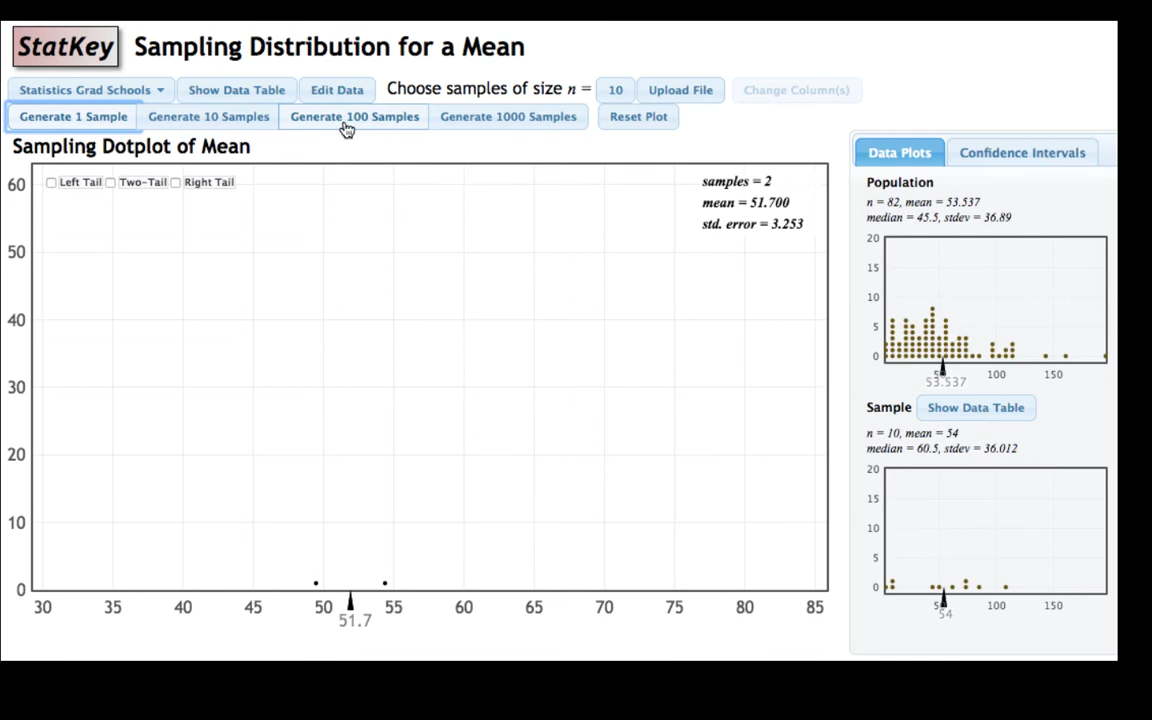 StatKey Sampling Distribution for a Mean
Statistics Grad Schools Show Data Table Edit Data Choose samples of size n = 10 Upload File Change Column(s)
Generate 1 Sample Generate 10 Samples Generate 100 Samples Generate 1000 Samples Reset Plot
Sampling Dotplot of Mean
Left Tail Two-Tail Right Tail
samples = 2
mean = 51.700
std. error = 3.253
60
50
40
30
20
10
0
30 35 40 45 50 55 60 65 70 75 80 85
51.7
Data Plots Confidence Intervals
Population
n = 82, mean = 53.537
median = 45.5, stdev = 36.89
20
15
10
5
0
100 150
53.537
Sample Show Data Table
n = 10, mean = 54
median = 60.5, stdev = 36.012
20
15
10
5
0
100 150
54